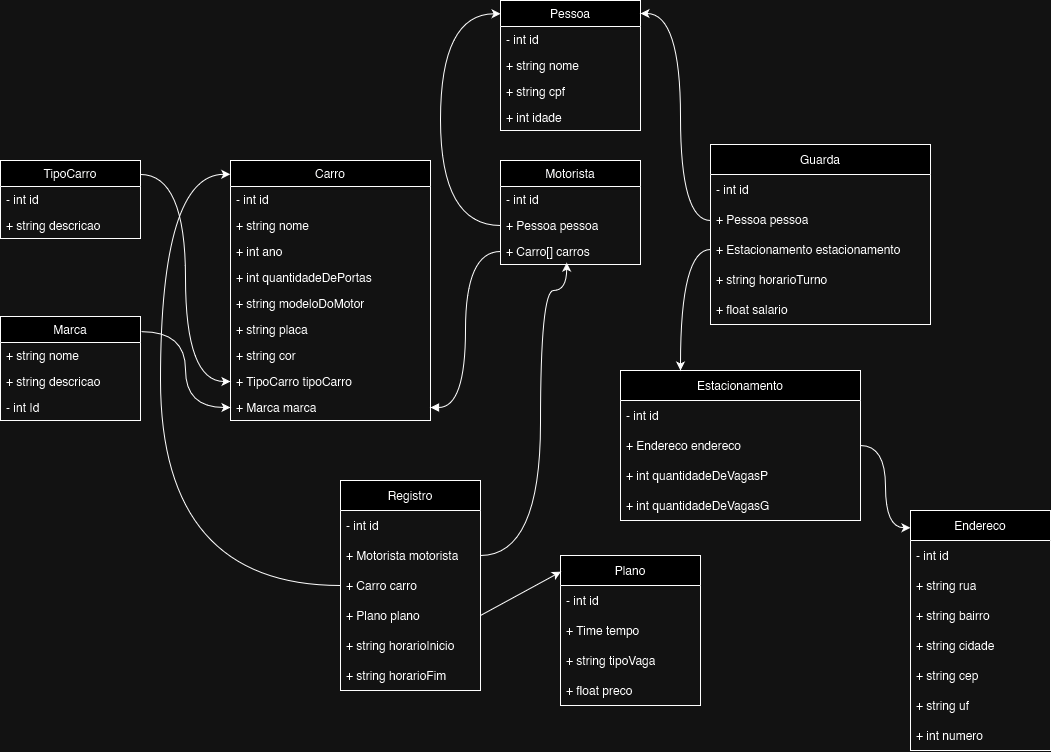 Pessoa
- int id
+ string nome
+ string cpf
+ int idade
TipoCarro
- int id
+ string descricao
Carro
- int id
+ string nome
+ int ano
+ int quantidadeDePortas
+ string modeloDoMotor
+ string placa
+ string cor
+ TipoCarro tipoCarro
+ Marca marca
Motorista
- int id
+ Pessoa pessoa
+ Carro[] carros
Guarda
- int id
+ Pessoa pessoa
+ Estacionamento estacionamento
+ string horarioTurno
+ float salario
Marca
+ string nome
+ string descricao
- int Id
Estacionamento
- int id
+ Endereco endereco
+ int quantidadeDeVagasP
+ int quantidadeDeVagasG
Registro
- int id
+ Motorista motorista
+ Carro carro
+ Plano plano
+ string horarioInicio
+ string horarioFim
Plano
- int id
+ Time tempo
+ string tipoVaga
+ float preco
Endereco
- int id
+ string rua
+ string bairro
+ string cidade
+ string cep
+ string uf
+ int numero